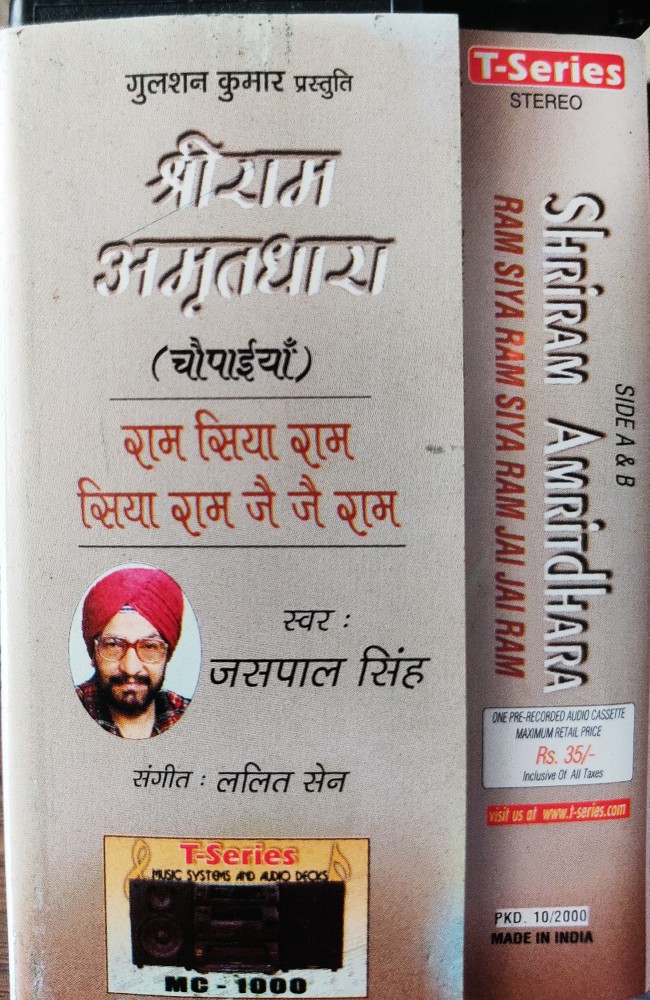 गुलशन कुमार प्रस्तुति
श्रीराम
अमृतधारा
(चौपाईयाँ)
राम सिया राम
सिया राम जै जै राम
स्वर :
जसपाल सिंह
संगीत : ललित सेन
T-Series
MUSIC SYSTEMS AND AUDIO DECKS
MC - 1000
T-Series
STEREO
SIDE A & B
SHRIRAM AMRITDHARA
RAM SIYA RAM SIYA RAM JAI JAI RAM
ONE PRE-RECORDED AUDIO CASSETTE
MAXIMUM RETAIL PRICE
Rs. 35/-
Inclusive Of All Taxes
visit us at www.t-series.com
PKD. 10/2000
MADE IN INDIA